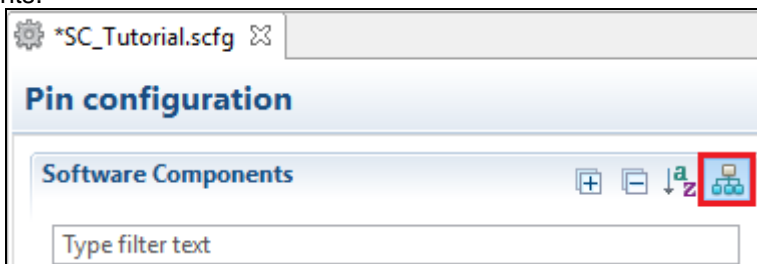 *SC_Tutorial.scfg
Pin configuration
Software Components
a
z
Type filter text